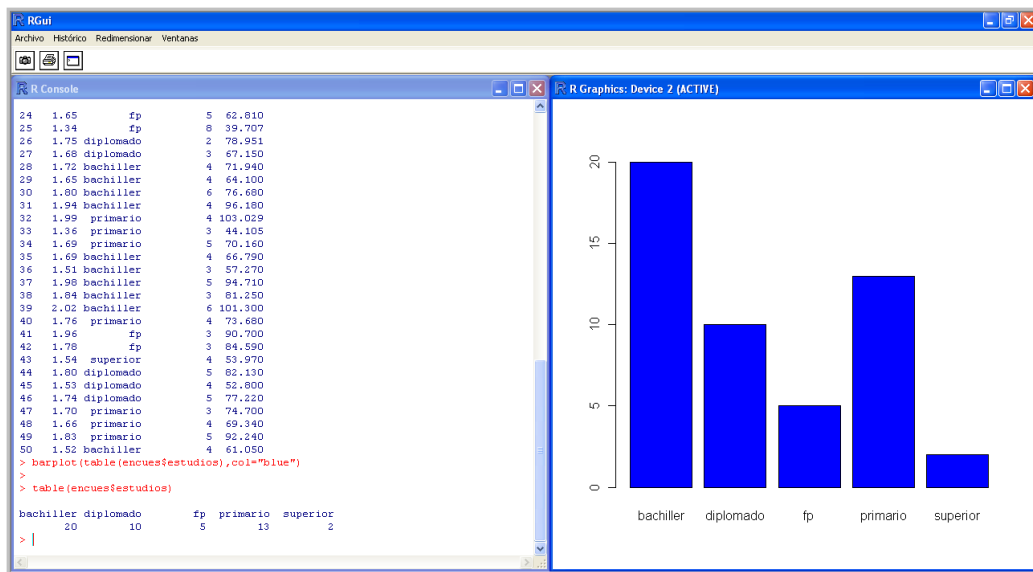 RGui
Archivo Histórico Redimensionar Ventanas
R Console
24 1.65 fp 5 62.810
25 1.34 fp 8 39.707
26 1.75 diplomado 2 78.951
27 1.68 diplomado 3 67.150
28 1.72 bachiller 4 71.940
29 1.65 bachiller 4 64.100
30 1.80 bachiller 6 76.680
31 1.94 bachiller 4 96.180
32 1.99 primario 4 103.029
33 1.36 primario 3 44.105
34 1.69 primario 5 70.160
35 1.69 bachiller 4 66.790
36 1.51 bachiller 3 57.270
37 1.98 bachiller 5 94.710
38 1.84 bachiller 3 81.250
39 2.02 bachiller 6 101.300
40 1.76 primario 4 73.680
41 1.96 fp 3 90.700
42 1.78 fp 3 84.590
43 1.54 superior 4 53.970
44 1.80 diplomado 5 82.130
45 1.53 diplomado 4 52.800
46 1.74 diplomado 5 77.220
47 1.70 primario 3 74.700
48 1.66 primario 4 69.340
49 1.83 primario 5 92.240
50 1.52 bachiller 4 61.050
> barplot(table(encues$estudios),col="blue")
>
> table(encues$estudios)
bachiller diplomado fp primario superior
20 10 5 13 2
>
R Graphics: Device 2 (ACTIVE)
20
15
10
5
0
bachiller diplomado fp primario superior